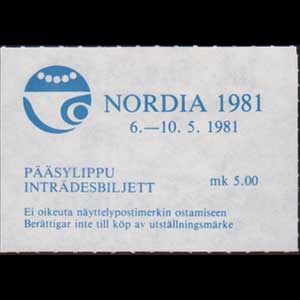 NORDIA 1981
6.—10. 5. 1981
PÄÄSYLIPPU
INTRÄDESBILJETT
mk 5.00
Ei oikeuta näyttelypostimerkin ostamiseen
Berättigar inte till köp av utställningsmärke